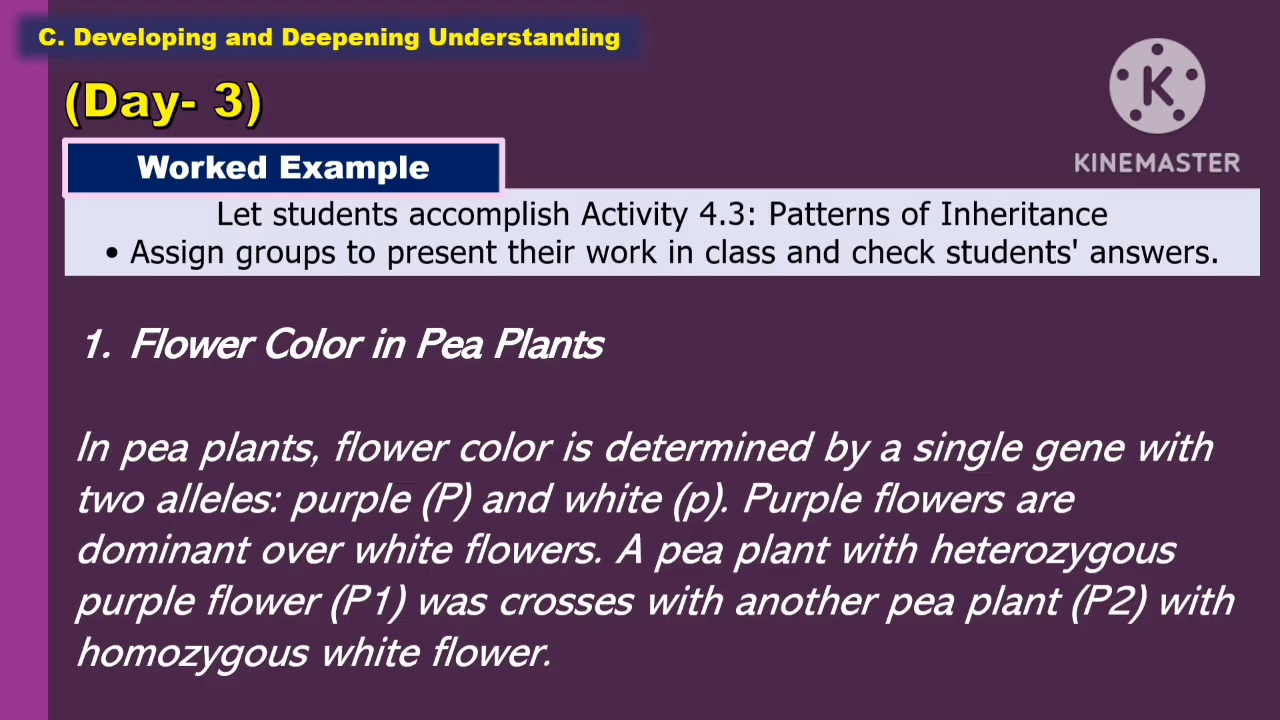 C. Developing and Deepening Understanding
(Day- 3)
K
KINEMASTER
Worked Example
Let students accomplish Activity 4.3: Patterns of Inheritance
• Assign groups to present their work in class and check students' answers.
1. Flower Color in Pea Plants
In pea plants, flower color is determined by a single gene with
two alleles: purple (P) and white (p). Purple flowers are
dominant over white flowers. A pea plant with heterozygous
purple flower (P1) was crosses with another pea plant (P2) with
homozygous white flower.